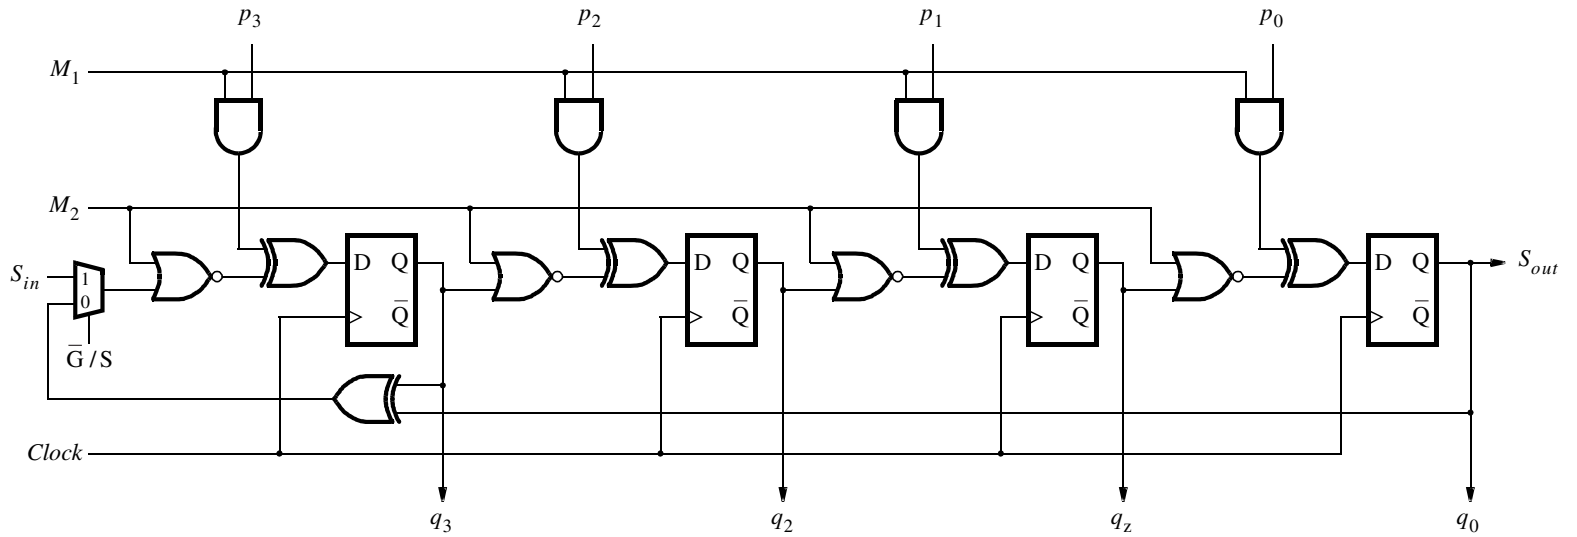 p3 p2 p1 p0
M1
M2
Sin 1 D Q D Q D Q D Q Sout
0 Q̅ Q̅ Q̅ Q̅
G̅ / S
Clock
q3 q2 qz q0